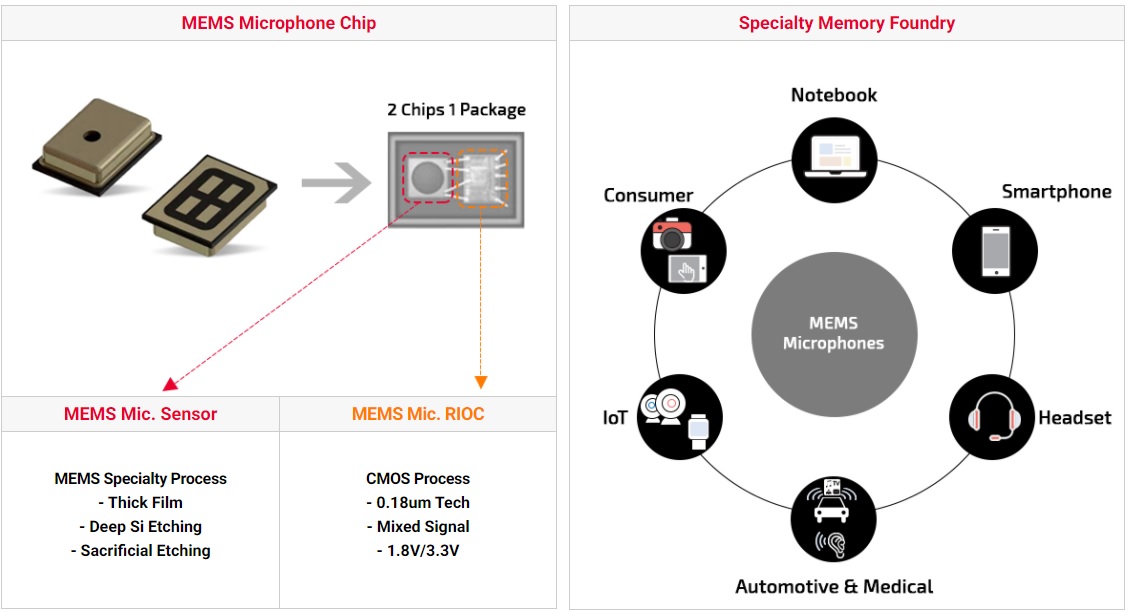 MEMS Microphone Chip
2 Chips 1 Package
MEMS Mic. Sensor
MEMS Mic. RIOC
MEMS Specialty Process
- Thick Film
- Deep Si Etching
- Sacrificial Etching
CMOS Process
- 0.18um Tech
- Mixed Signal
- 1.8V/3.3V
Specialty Memory Foundry
Notebook
Smartphone
Consumer
MEMS
Microphones
IoT
Headset
TV
Automotive & Medical